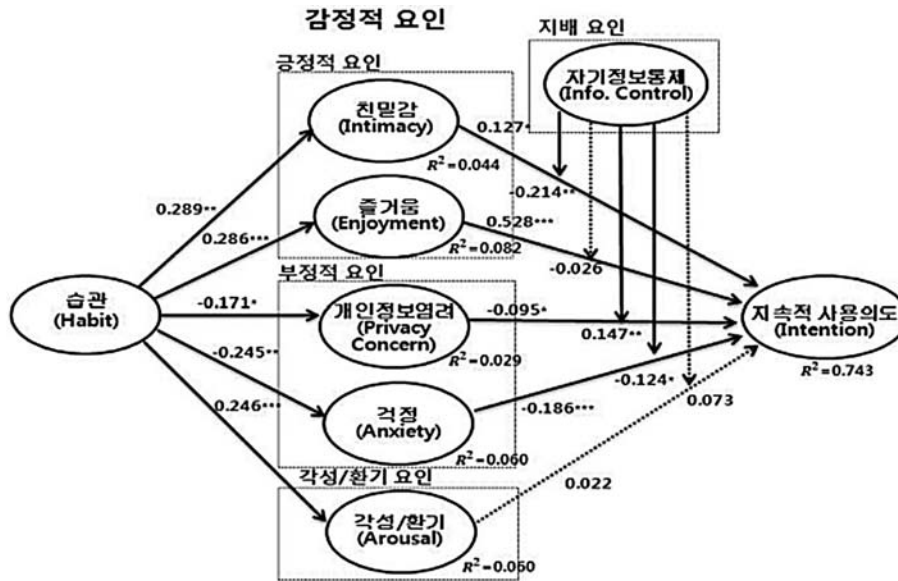 감정적 요인
지배 요인
긍정적 요인
자기정보통제
(Info. Control)
친밀감
(Intimacy)
0.127*
R²=0.044
-0.214**
0.289**
즐거움
(Enjoyment)
0.528***
0.286***
R²=0.082
-0.026
부정적 요인
습관
(Habit)
-0.171*
개인정보염려
(Privacy
Concern)
-0.095*
0.147**
지속적 사용의도
(Intention)
R²=0.029
R²=0.743
-0.245**
-0.124*
0.073
0.246***
걱정
(Anxiety)
-0.186***
R²=0.060
각성/환기 요인
0.022
각성/환기
(Arousal)
R²=0.060